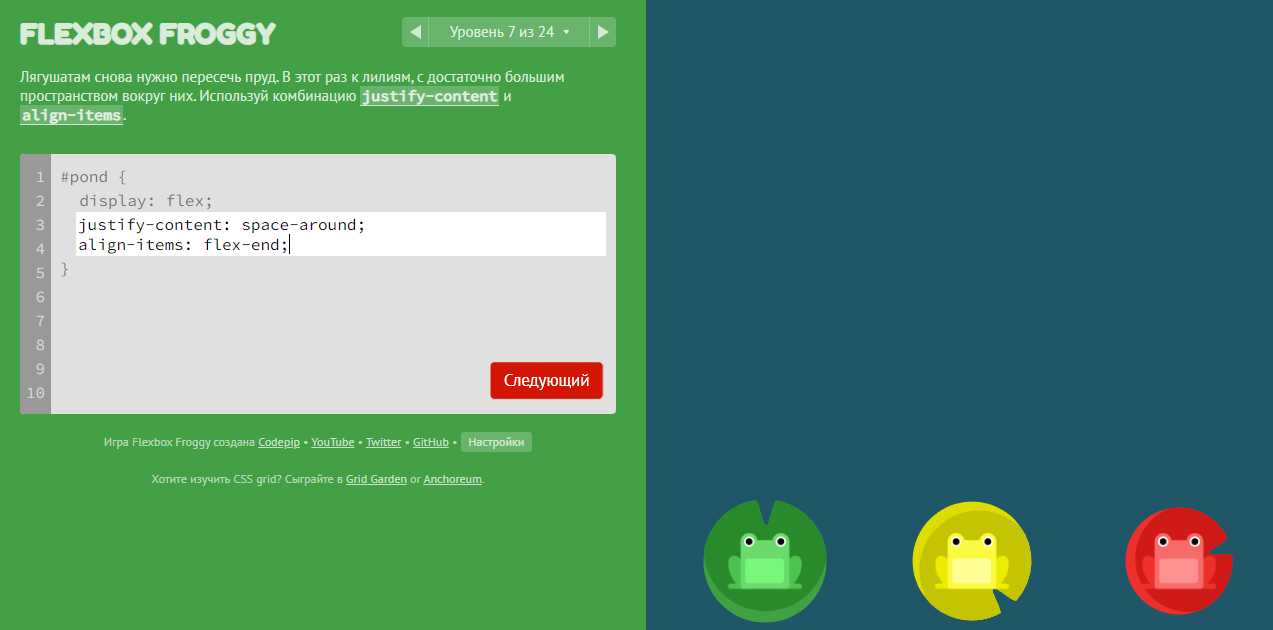 FLEXBOX FROGGY
Уровень 7 из 24
Лягушатам снова нужно пересечь пруд. В этот раз к лилиям, с достаточно большим
пространством вокруг них. Используй комбинацию justify-content и
align-items.
1 #pond {
2 display: flex;
3 justify-content: space-around;
4 align-items: flex-end;
5 }
6
7
8
9
10
Следующий
Игра Flexbox Froggy создана Codepip • YouTube • Twitter • GitHub • Настройки
Хотите изучить CSS grid? Сыграйте в Grid Garden or Anchoreum.